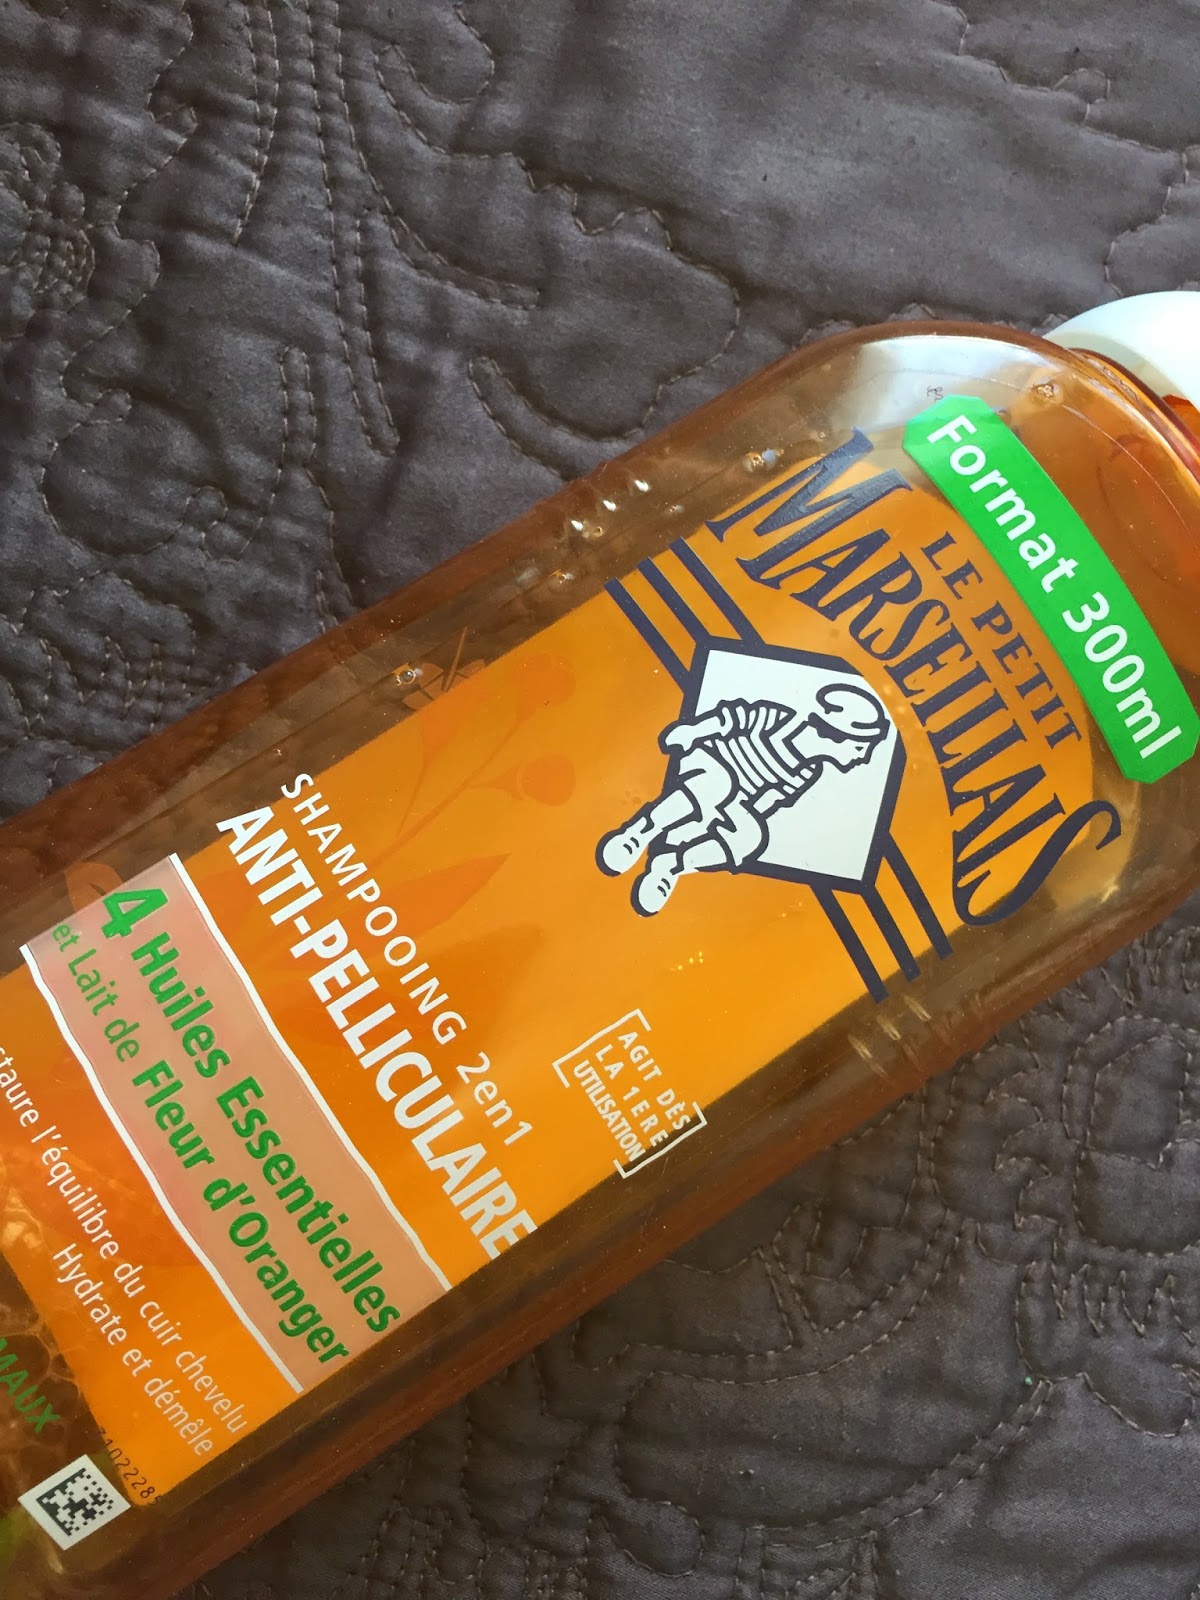 Format 300ml
LE PETIT
MARSEILLAIS
AGIT DÈS
LA 1ERE
UTILISATION
SHAMPOOING 2en1
ANTI-PELLICULAIRE
4 Huiles Essentielles
et Lait de Fleur d'Oranger
l'équilibre du cuir chevelu
Hydrate et démêle